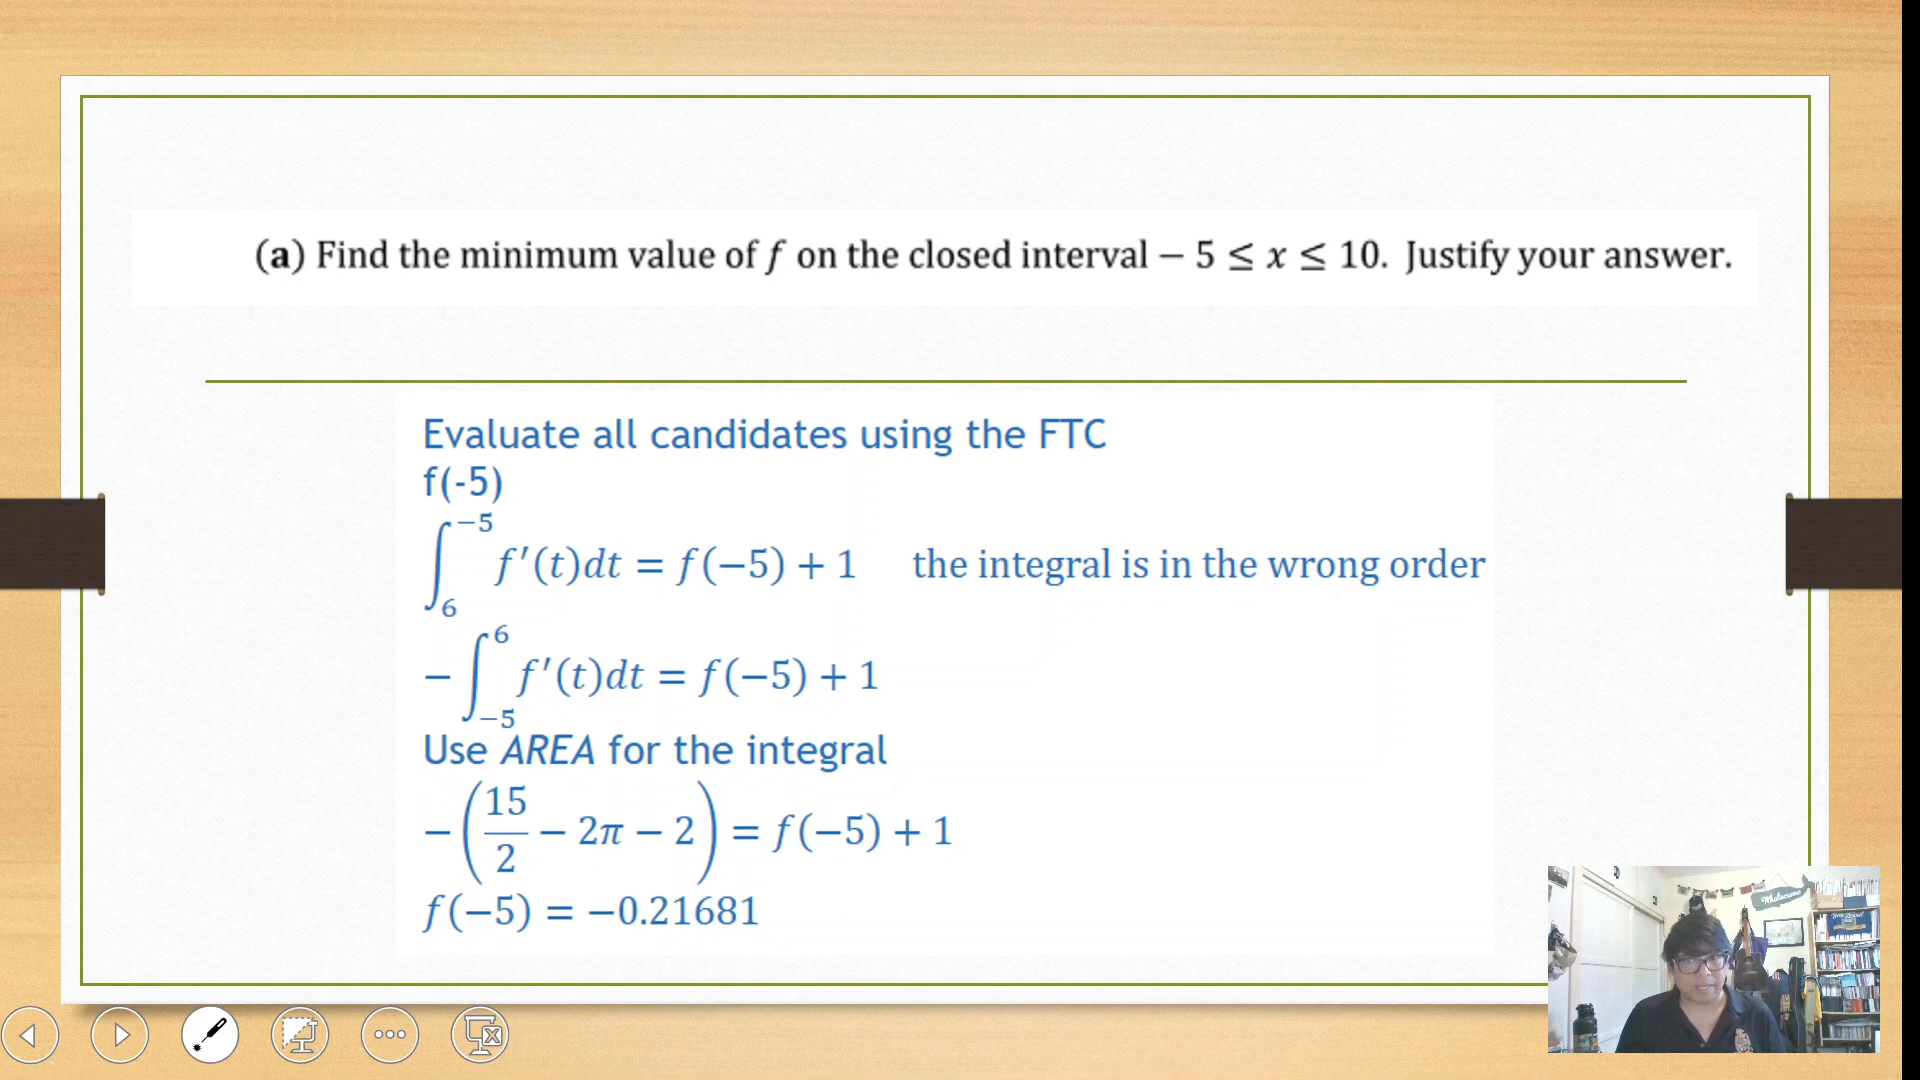 (a) Find the minimum value of f on the closed interval − 5 ≤ x ≤ 10. Justify your answer.
Evaluate all candidates using the FTC
f(-5)
∫₆⁻⁵ f′(t)dt = f(−5) + 1 the integral is in the wrong order
− ∫₋₅⁶ f′(t)dt = f(−5) + 1
Use AREA for the integral
− (15/2 − 2π − 2) = f(−5) + 1
f(−5) = −0.21681